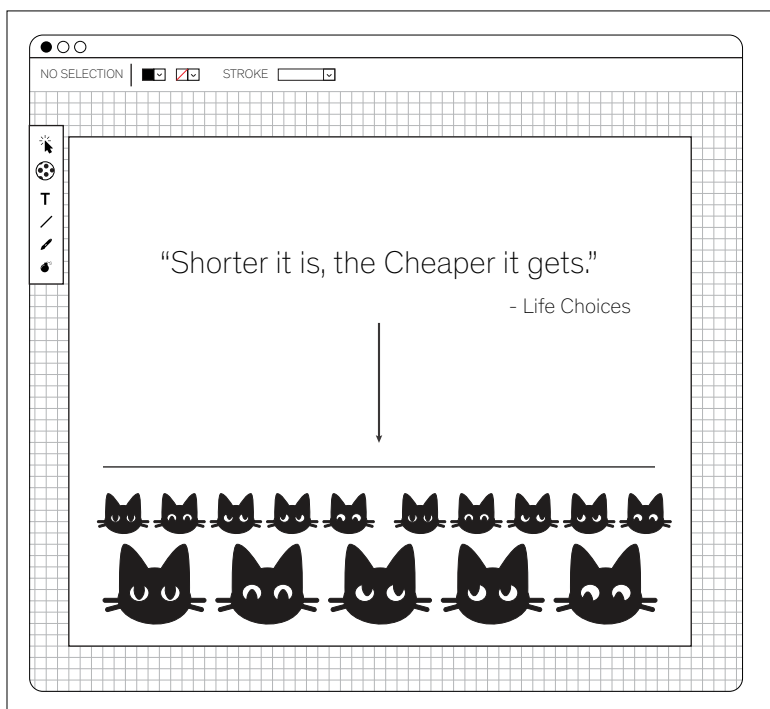 NO SELECTION
STROKE
T
“Shorter it is, the Cheaper it gets.”
- Life Choices